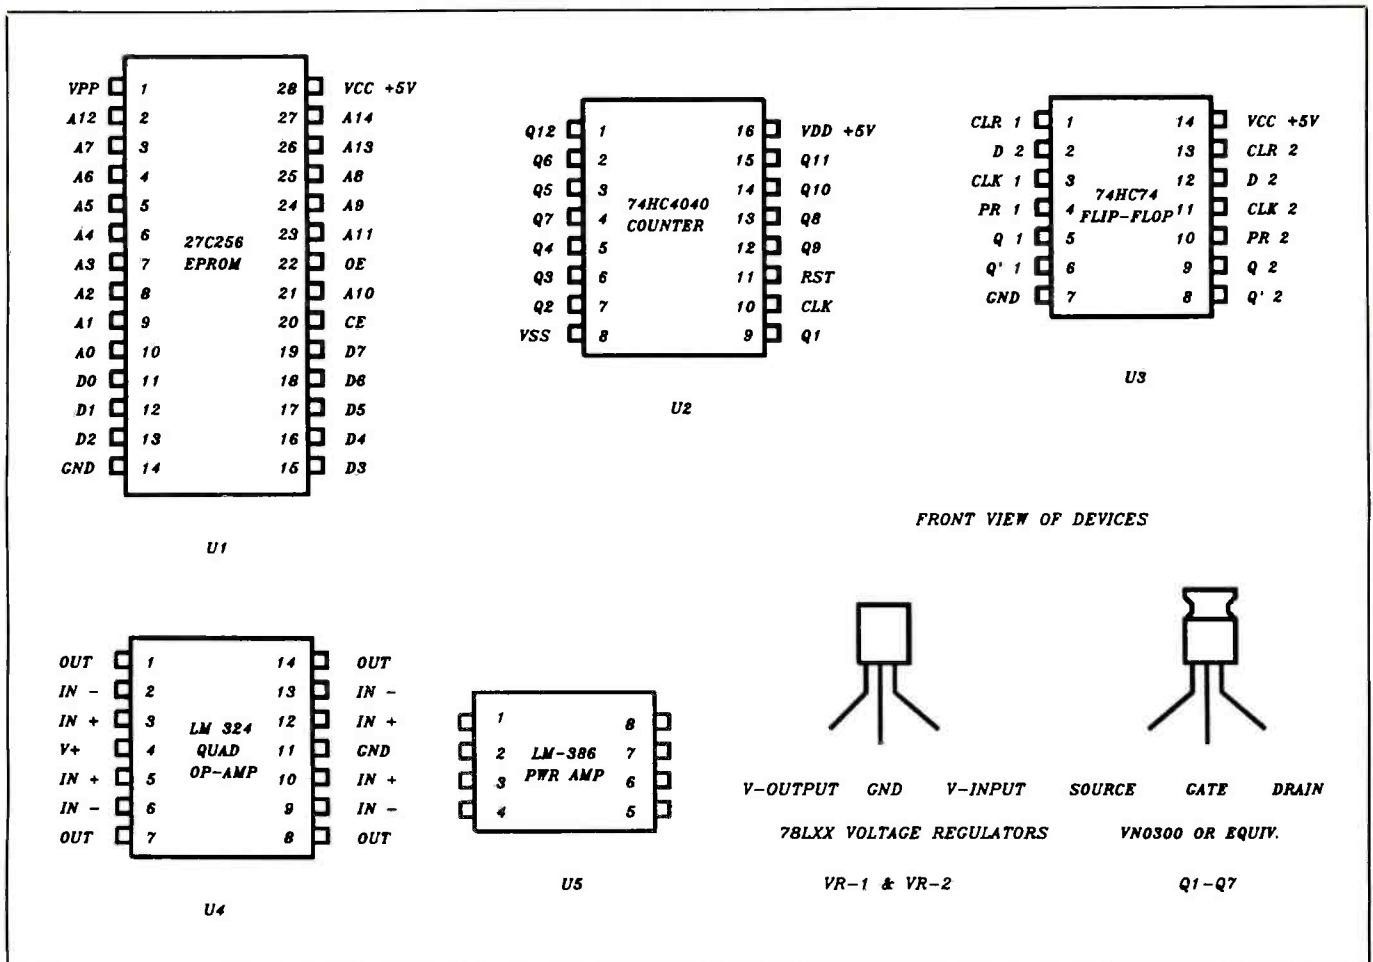 VPP 1 28 VCC +5V
A12 2 27 A14
A7 3 26 A13
A6 4 25 A8
A5 5 24 A9
A4 6 23 A11
27C256
EPROM
A3 7 22 OE
A2 8 21 A10
A1 9 20 CE
A0 10 19 D7
D0 11 18 D6
D1 12 17 D5
D2 13 16 D4
GND 14 15 D3
U1
Q12 1 16 VDD +5V
Q6 2 15 Q11
Q5 3 14 Q10
74HC4040
COUNTER
Q7 4 13 Q8
Q4 5 12 Q9
Q3 6 11 RST
Q2 7 10 CLK
VSS 8 9 Q1
U2
CLR 1 1 14 VCC +5V
D 2 2 13 CLR 2
CLK 1 3 12 D 2
74HC74
FLIP-FLOP
PR 1 4 11 CLK 2
Q 1 5 10 PR 2
Q' 1 6 9 Q 2
GND 7 8 Q' 2
U3
FRONT VIEW OF DEVICES
OUT 1 14 OUT
IN - 2 13 IN -
IN + 3 12 IN +
LM 324
QUAD
OP-AMP
V+ 4 11 GND
IN + 5 10 IN +
IN - 6 9 IN -
OUT 7 8 OUT
U4
1 8
2 7
LM-386
PWR AMP
3 6
4 5
U5
V-OUTPUT GND V-INPUT
78LXX VOLTAGE REGULATORS
VR-1 & VR-2
SOURCE GATE DRAIN
VN0300 OR EQUIV.
Q1-Q7